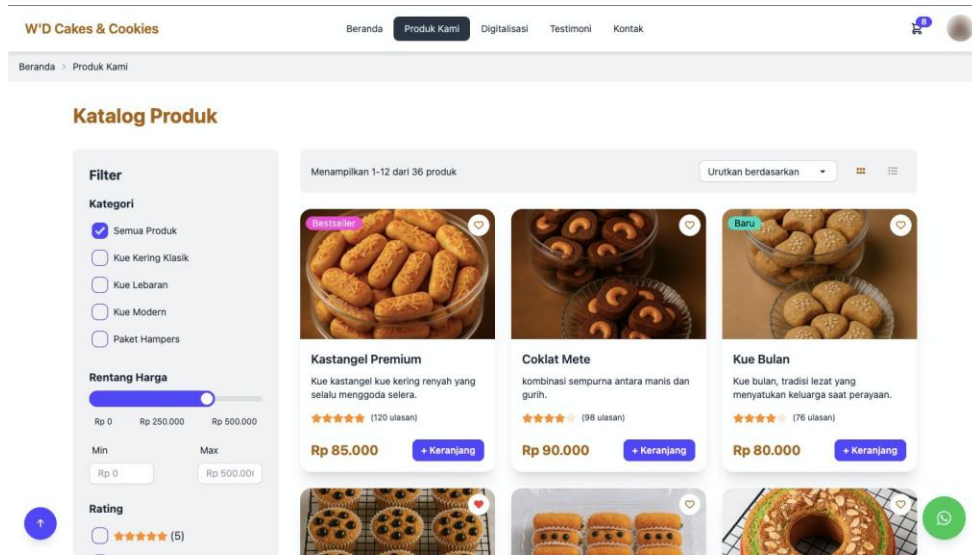 W'D Cakes & Cookies
Beranda
Produk Kami
Digitalisasi
Testimoni
Kontak
8
Beranda > Produk Kami
Katalog Produk
Filter
Kategori
Semua Produk
Kue Kering Klasik
Kue Lebaran
Kue Modern
Paket Hampers
Rentang Harga
Rp 0 Rp 250.000 Rp 500.000
Min Max
Rp 0 Rp 500.00
Rating
(5)
Menampilkan 1-12 dari 36 produk
Urutkan berdasarkan
Bestseller
Kastangel Premium
Kue kastangel kue kering renyah yang
selalu menggoda selera.
(120 ulasan)
Rp 85.000
+ Keranjang
Coklat Mete
kombinasi sempurna antara manis dan
gurih.
(98 ulasan)
Rp 90.000
+ Keranjang
Baru
Kue Bulan
Kue bulan, tradisi lezat yang
menyatukan keluarga saat perayaan.
(76 ulasan)
Rp 80.000
+ Keranjang